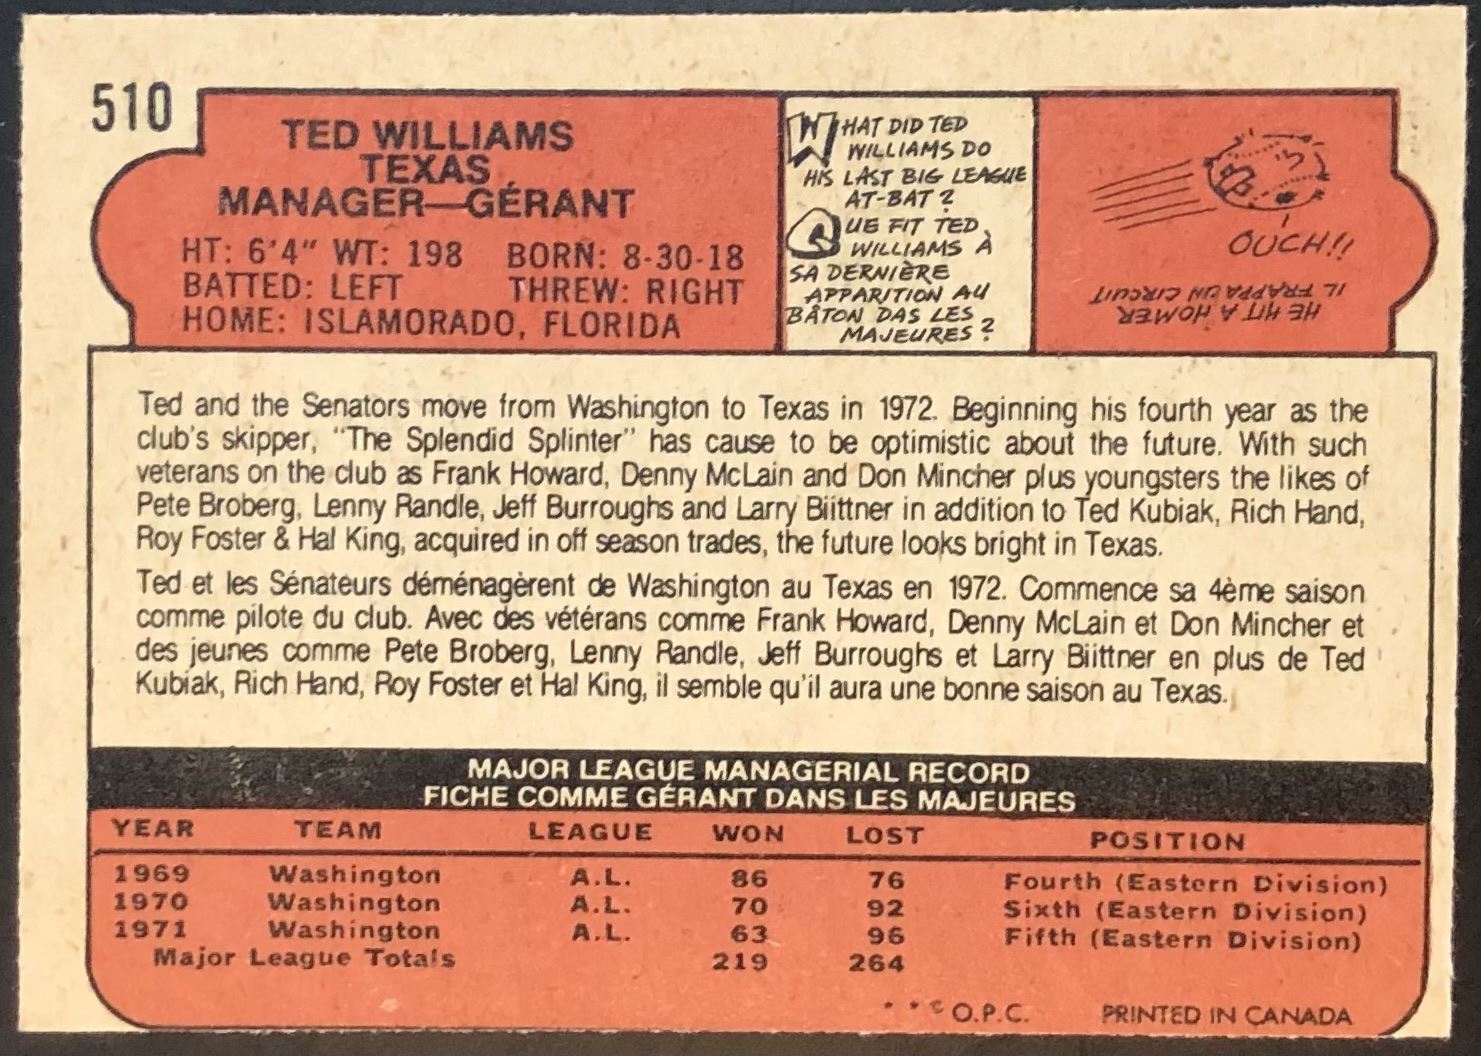 510
TED WILLIAMS
TEXAS
MANAGER—GÉRANT
HT: 6'4" WT: 198 BORN: 8-30-18
BATTED: LEFT THREW: RIGHT
HOME: ISLAMORADO, FLORIDA
WHAT DID TED
WILLIAMS DO
HIS LAST BIG LEAGUE
AT-BAT?
QUE FIT TED
WILLIAMS À
SA DERNIÈRE
APPARITION AU
BÂTON DAS LES
MAJEURES?
OUCH!!
HE HIT A HOMER
IL FRAPPA UN CIRCUIT
Ted and the Senators move from Washington to Texas in 1972. Beginning his fourth year as the
club's skipper, "The Splendid Splinter" has cause to be optimistic about the future. With such
veterans on the club as Frank Howard, Denny McLain and Don Mincher plus youngsters the likes of
Pete Broberg, Lenny Randle, Jeff Burroughs and Larry Biittner in addition to Ted Kubiak, Rich Hand,
Roy Foster & Hal King, acquired in off season trades, the future looks bright in Texas.
Ted et les Sénateurs déménagèrent de Washington au Texas en 1972. Commence sa 4ème saison
comme pilote du club. Avec des vétérans comme Frank Howard, Denny McLain et Don Mincher et
des jeunes comme Pete Broberg, Lenny Randle, Jeff Burroughs et Larry Biittner en plus de Ted
Kubiak, Rich Hand, Roy Foster et Hal King, il semble qu'il aura une bonne saison au Texas.
MAJOR LEAGUE MANAGERIAL RECORD
FICHE COMME GÉRANT DANS LES MAJEURES
YEAR TEAM LEAGUE WON LOST POSITION
1969 Washington A.L. 86 76 Fourth (Eastern Division)
1970 Washington A.L. 70 92 Sixth (Eastern Division)
1971 Washington A.L. 63 96 Fifth (Eastern Division)
Major League Totals 219 264
* * © O.P.C. PRINTED IN CANADA